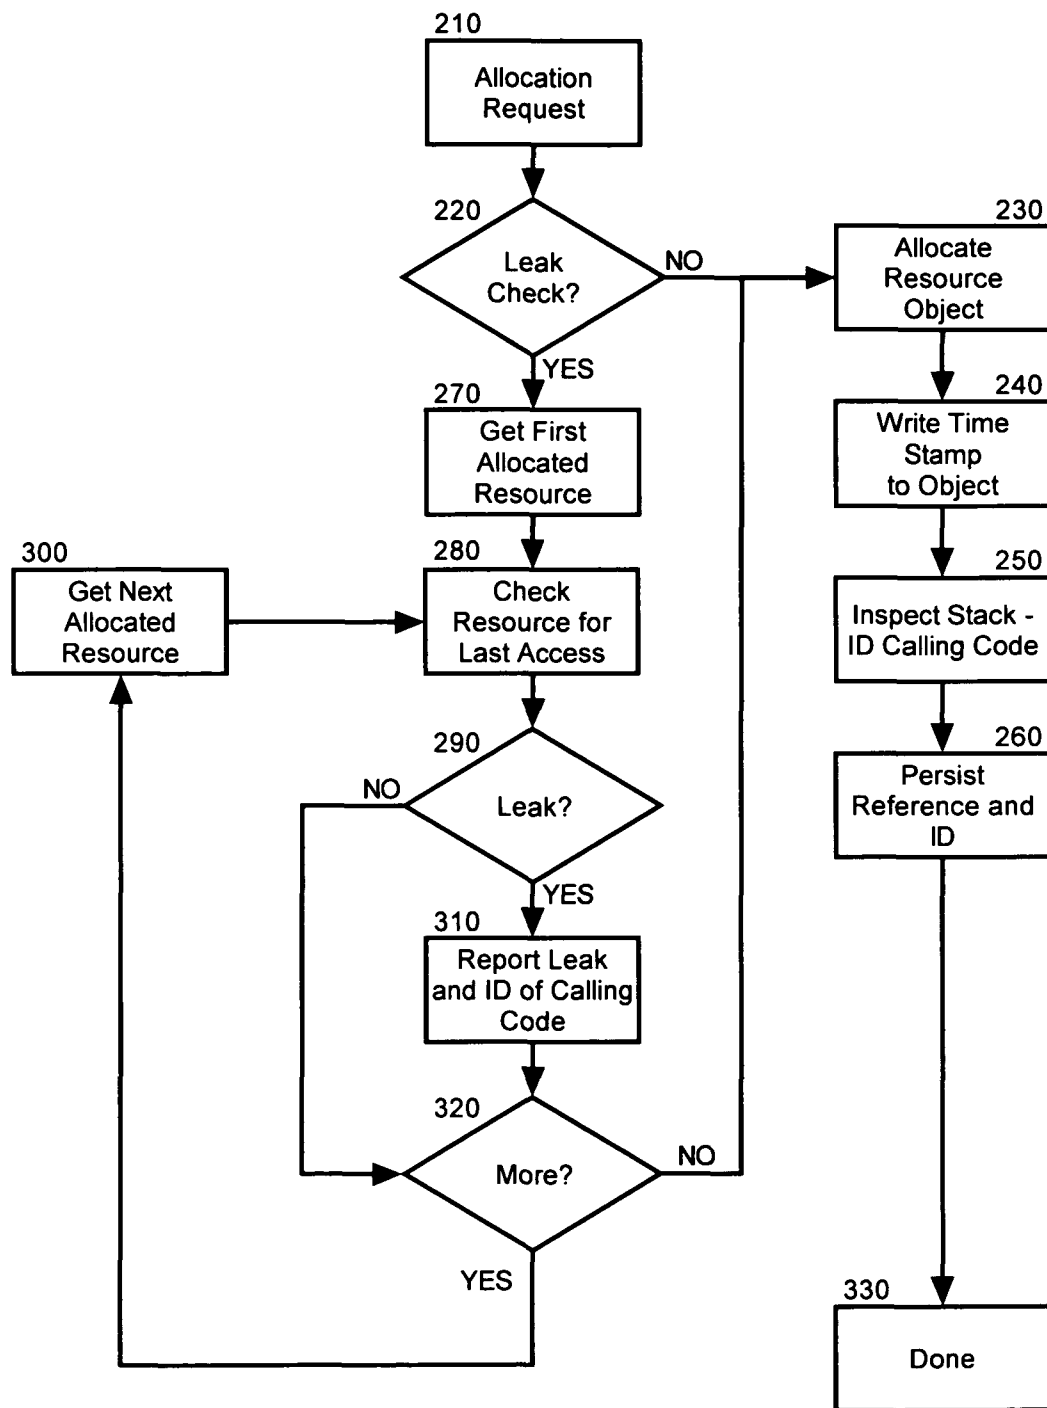 210
Allocation
Request
220
Leak
Check?
NO
YES
230
Allocate
Resource
Object
240
Write Time
Stamp
to Object
250
Inspect Stack -
ID Calling Code
260
Persist
Reference and
ID
270
Get First
Allocated
Resource
280
Check
Resource for
Last Access
300
Get Next
Allocated
Resource
290
Leak?
NO
YES
310
Report Leak
and ID of Calling
Code
320
More?
NO
YES
330
Done